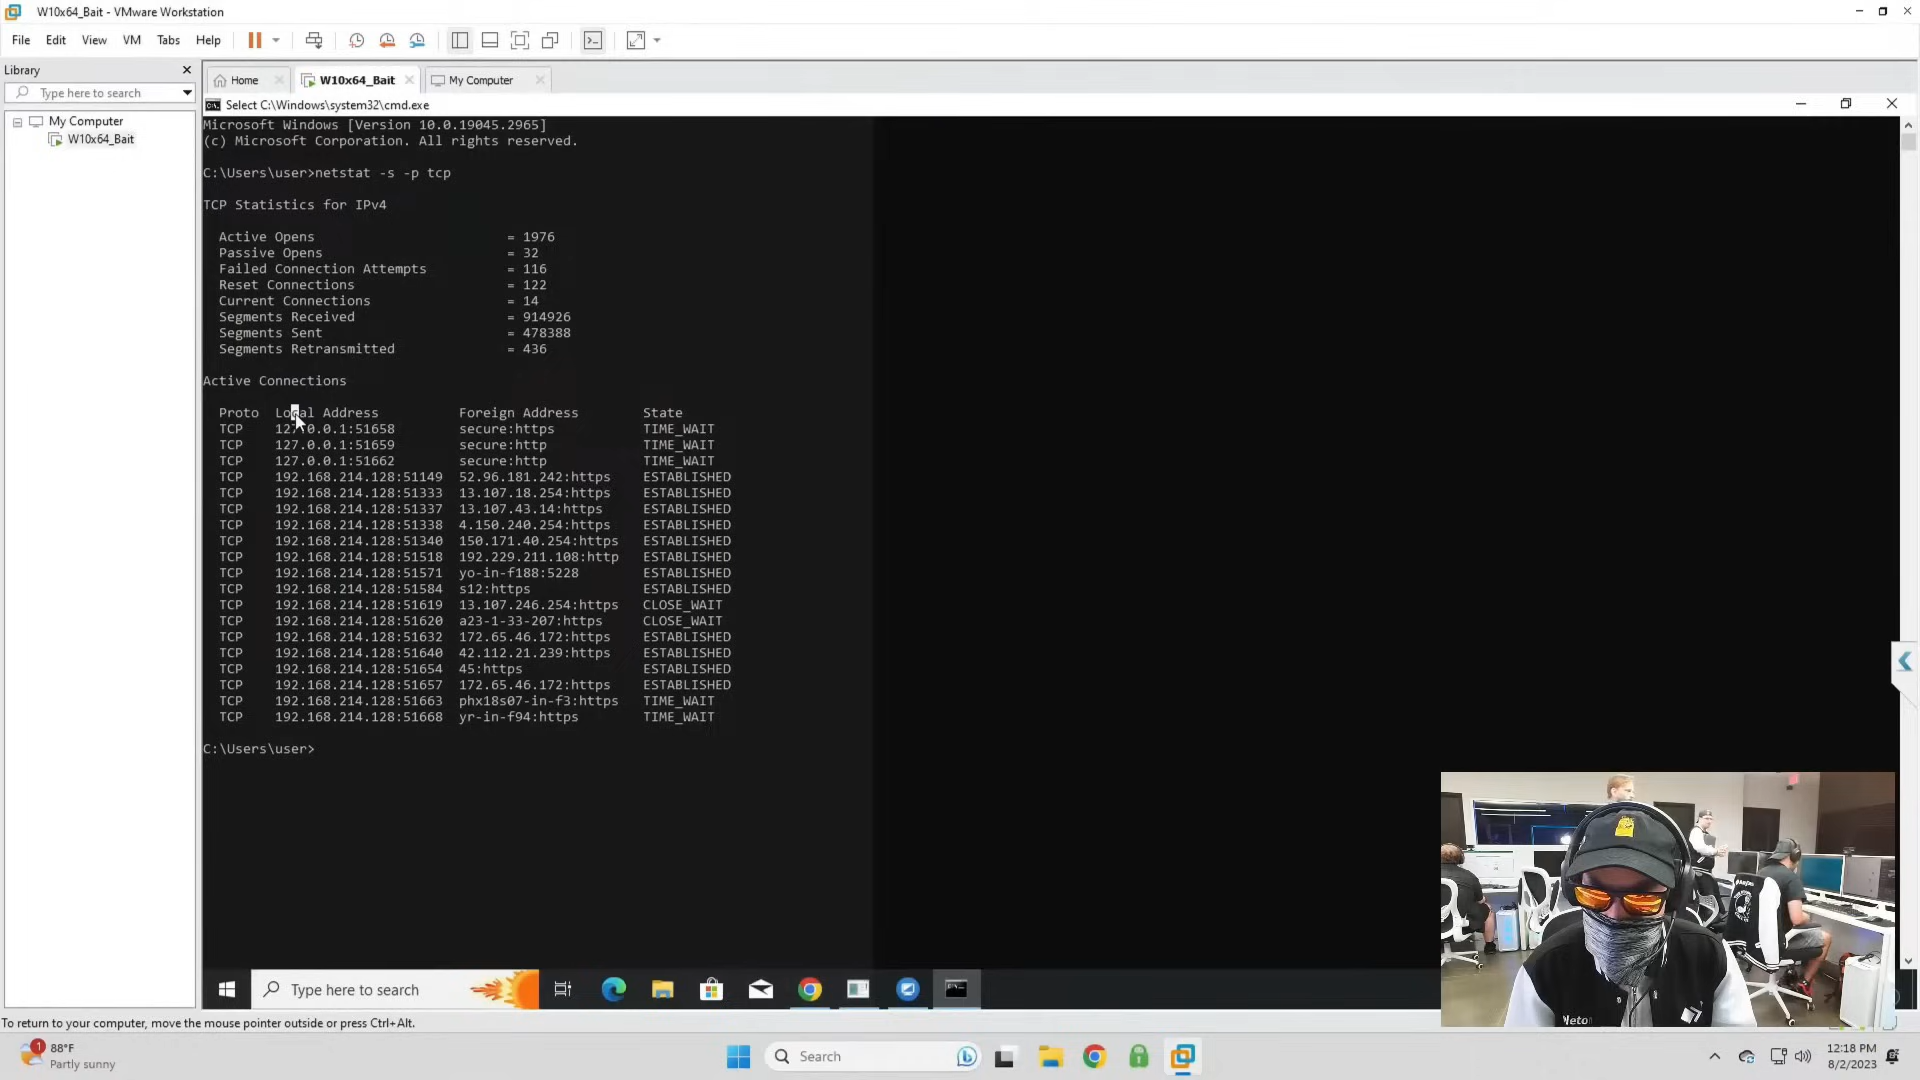 W10x64_Bait - VMware Workstation
File Edit View VM Tabs Help
Library
Type here to search
My Computer
W10x64_Bait
Home
W10x64_Bait
My Computer
Select C:\Windows\system32\cmd.exe
Microsoft Windows [Version 10.0.19045.2965]
(c) Microsoft Corporation. All rights reserved.
C:\Users\user>netstat -s -p tcp
TCP Statistics for IPv4
Active Opens = 1976
Passive Opens = 32
Failed Connection Attempts = 116
Reset Connections = 122
Current Connections = 14
Segments Received = 914926
Segments Sent = 478388
Segments Retransmitted = 436
Active Connections
Proto Local Address Foreign Address State
TCP 127.0.0.1:51658 secure:https TIME_WAIT
TCP 127.0.0.1:51659 secure:http TIME_WAIT
TCP 127.0.0.1:51662 secure:http TIME_WAIT
TCP 192.168.214.128:51149 52.96.181.242:https ESTABLISHED
TCP 192.168.214.128:51333 13.107.18.254:https ESTABLISHED
TCP 192.168.214.128:51337 13.107.43.14:https ESTABLISHED
TCP 192.168.214.128:51338 4.150.240.254:https ESTABLISHED
TCP 192.168.214.128:51340 150.171.40.254:https ESTABLISHED
TCP 192.168.214.128:51518 192.229.211.108:http ESTABLISHED
TCP 192.168.214.128:51571 yo-in-f188:5228 ESTABLISHED
TCP 192.168.214.128:51584 s12:https ESTABLISHED
TCP 192.168.214.128:51619 13.107.246.254:https CLOSE_WAIT
TCP 192.168.214.128:51620 a23-1-33-207:https CLOSE_WAIT
TCP 192.168.214.128:51632 172.65.46.172:https ESTABLISHED
TCP 192.168.214.128:51640 42.112.21.239:https ESTABLISHED
TCP 192.168.214.128:51654 45:https ESTABLISHED
TCP 192.168.214.128:51657 172.65.46.172:https ESTABLISHED
TCP 192.168.214.128:51663 phx18s07-in-f3:https TIME_WAIT
TCP 192.168.214.128:51668 yr-in-f94:https TIME_WAIT
C:\Users\user>
Type here to search
To return to your computer, move the mouse pointer outside or press Ctrl+Alt.
1
88°F
Partly sunny
Search
12:18 PM
8/2/2023